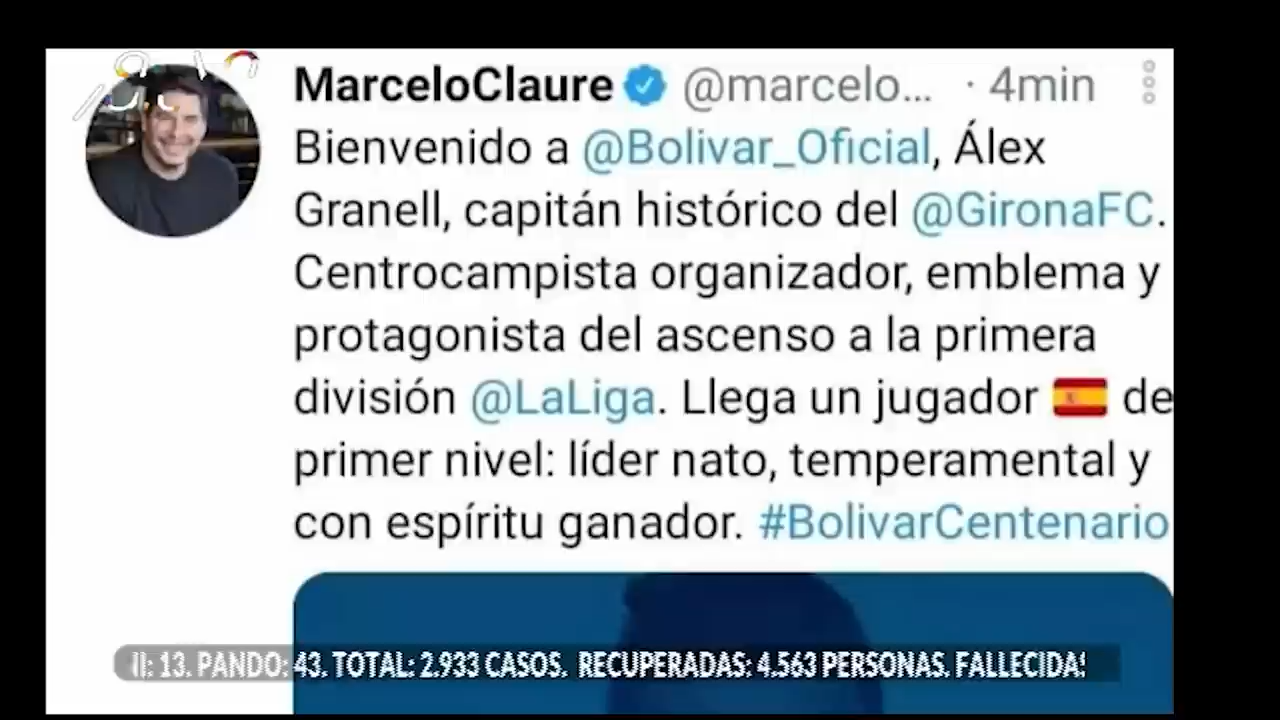 MarceloClaure @marcelo... · 4min
Bienvenido a @Bolivar_Oficial, Álex
Granell, capitán histórico del @GironaFC.
Centrocampista organizador, emblema y
protagonista del ascenso a la primera
división @LaLiga. Llega un jugador 🇪🇸 de
primer nivel: líder nato, temperamental y
con espíritu ganador. #BolivarCentenario
13. PANDO: 43. TOTAL: 2.933 CASOS. RECUPERADAS: 4.563 PERSONAS. FALLECIDAS